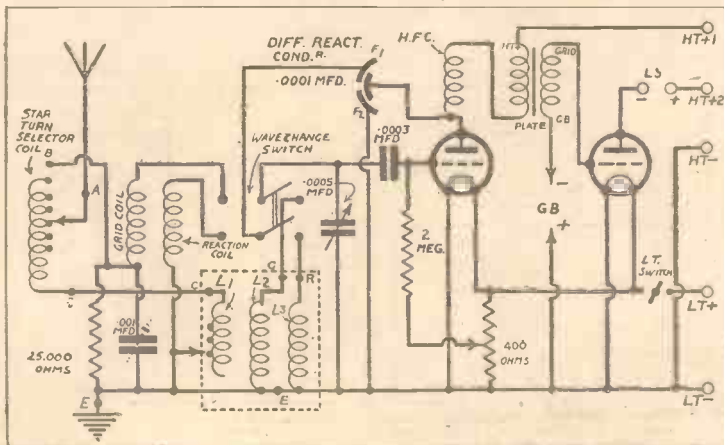 DIFF. REACT.
COND.R.
.0001 MFD.
F1
F2
H.F.C.
HT
PLATE
GRID
GB
HT+1
LS
-
+
HT+2
HT-
STAR
TURN
SELECTOR
COIL
B
A
GRID COIL
REACTION
COIL
WAVECHANGE
SWITCH
.0005
MFD
.0003
MFD
2
MEG.
-
GB
+
L.T.
SWITCH
LT+
C
C
L1
L2
L3
G
R
.001
MFD
25.000
OHMS
400
OHMS
E
E
LT-